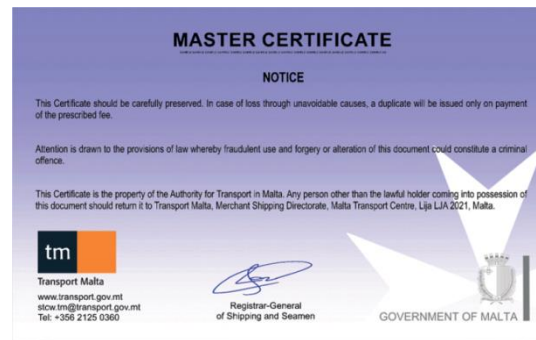 MASTER CERTIFICATE
NOTICE
This Certificate should be carefully preserved. In case of loss through unavoidable causes, a duplicate will be issued only on payment
of the prescribed fee.
Attention is drawn to the provisions of law whereby fraudulent use and forgery or alteration of this document could constitute a criminal
offence.
This Certificate is the property of the Authority for Transport in Malta. Any person other than the lawful holder coming into possession of
this document should return it to Transport Malta, Merchant Shipping Directorate, Malta Transport Centre, Lija LJA 2021, Malta.
tm
Transport Malta
www.transport.gov.mt
stcw.tm@transport.gov.mt
Tel: +356 2125 0360
Registrar-General
of Shipping and Seamen
GOVERNMENT OF MALTA